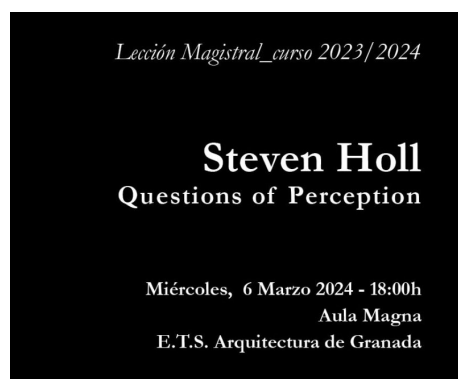 Lección Magistral_curso 2023/2024
Steven Holl
Questions of Perception
Miércoles, 6 Marzo 2024 - 18:00h
Aula Magna
E.T.S. Arquitectura de Granada